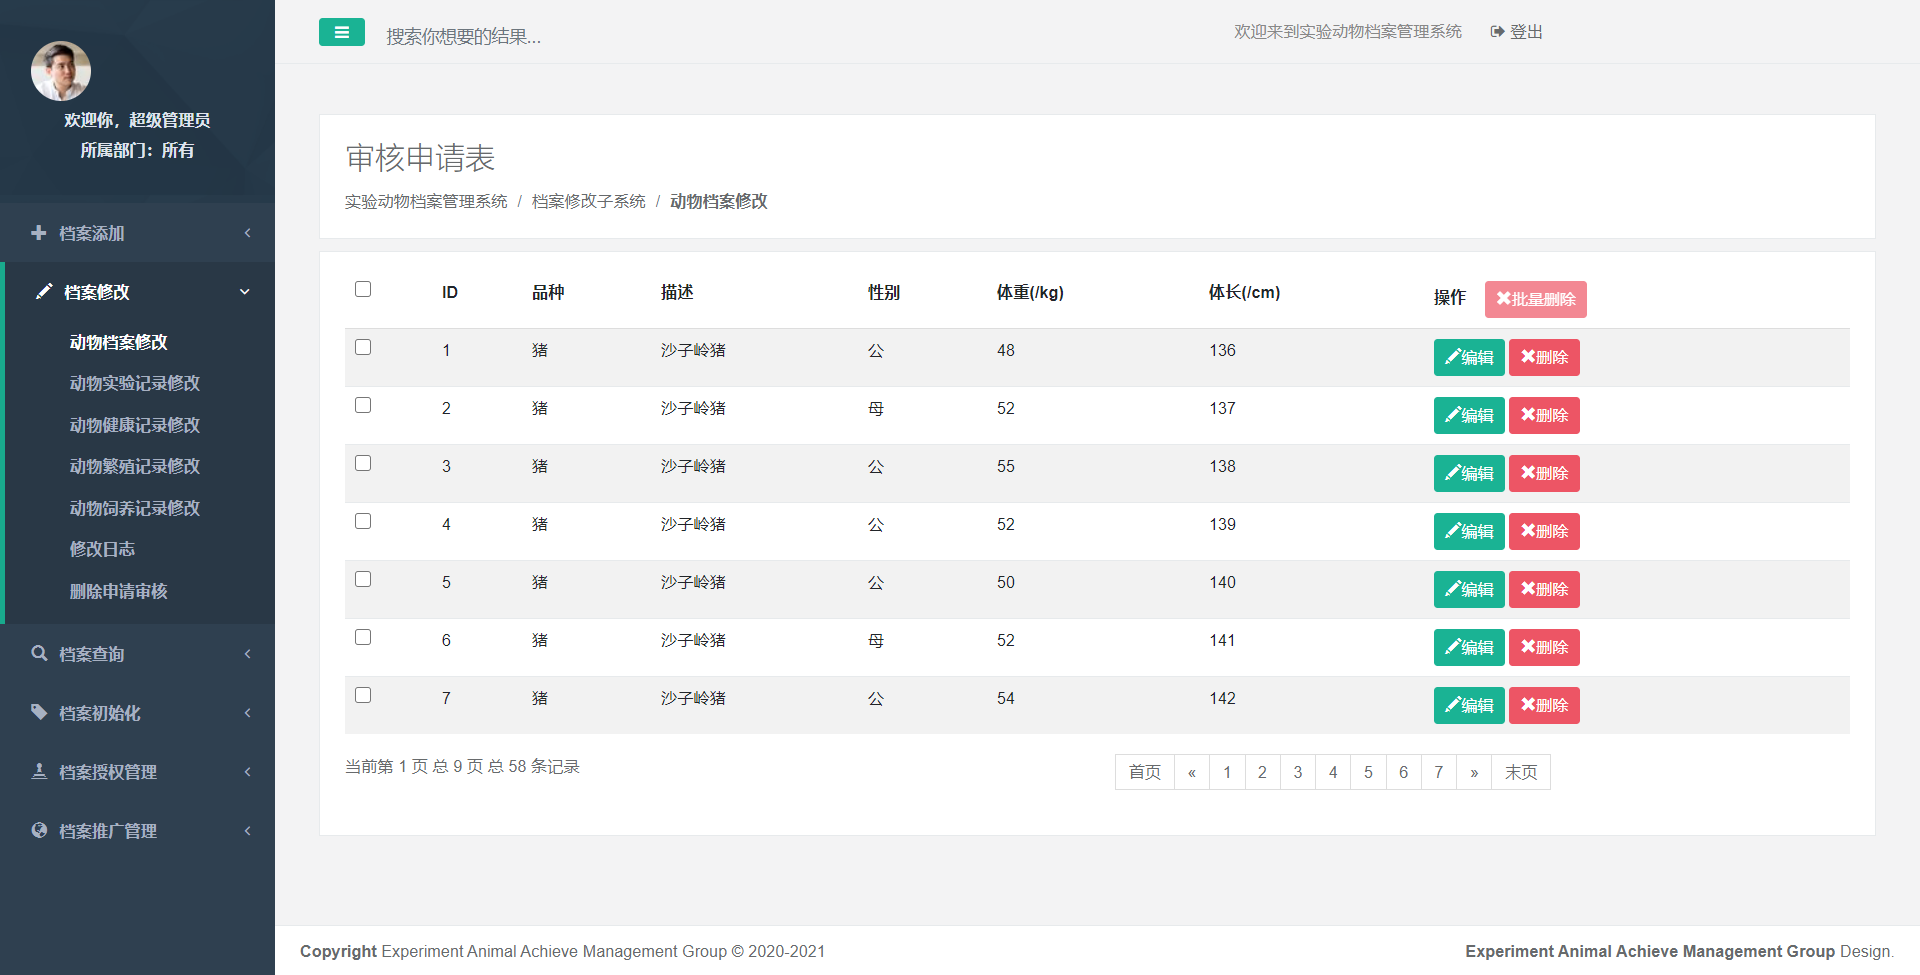 欢迎你，超级管理员
所属部门：所有
档案添加
档案修改
动物档案修改
动物实验记录修改
动物健康记录修改
动物繁殖记录修改
动物饲养记录修改
修改日志
删除申请审核
档案查询
档案初始化
档案授权管理
档案推广管理
搜索你想要的结果... 欢迎来到实验动物档案管理系统 登出
审核申请表
实验动物档案管理系统 / 档案修改子系统 / 动物档案修改
ID 品种 描述 性别 体重(/kg) 体长(/cm) 操作 批量删除
1 猪 沙子岭猪 公 48 136 编辑 删除
2 猪 沙子岭猪 母 52 137 编辑 删除
3 猪 沙子岭猪 公 55 138 编辑 删除
4 猪 沙子岭猪 公 52 139 编辑 删除
5 猪 沙子岭猪 公 50 140 编辑 删除
6 猪 沙子岭猪 母 52 141 编辑 删除
7 猪 沙子岭猪 公 54 142 编辑 删除
当前第 1 页 总 9 页 总 58 条记录 首页 « 1 2 3 4 5 6 7 » 末页
Copyright Experiment Animal Achieve Management Group © 2020-2021 Experiment Animal Achieve Management Group Design.